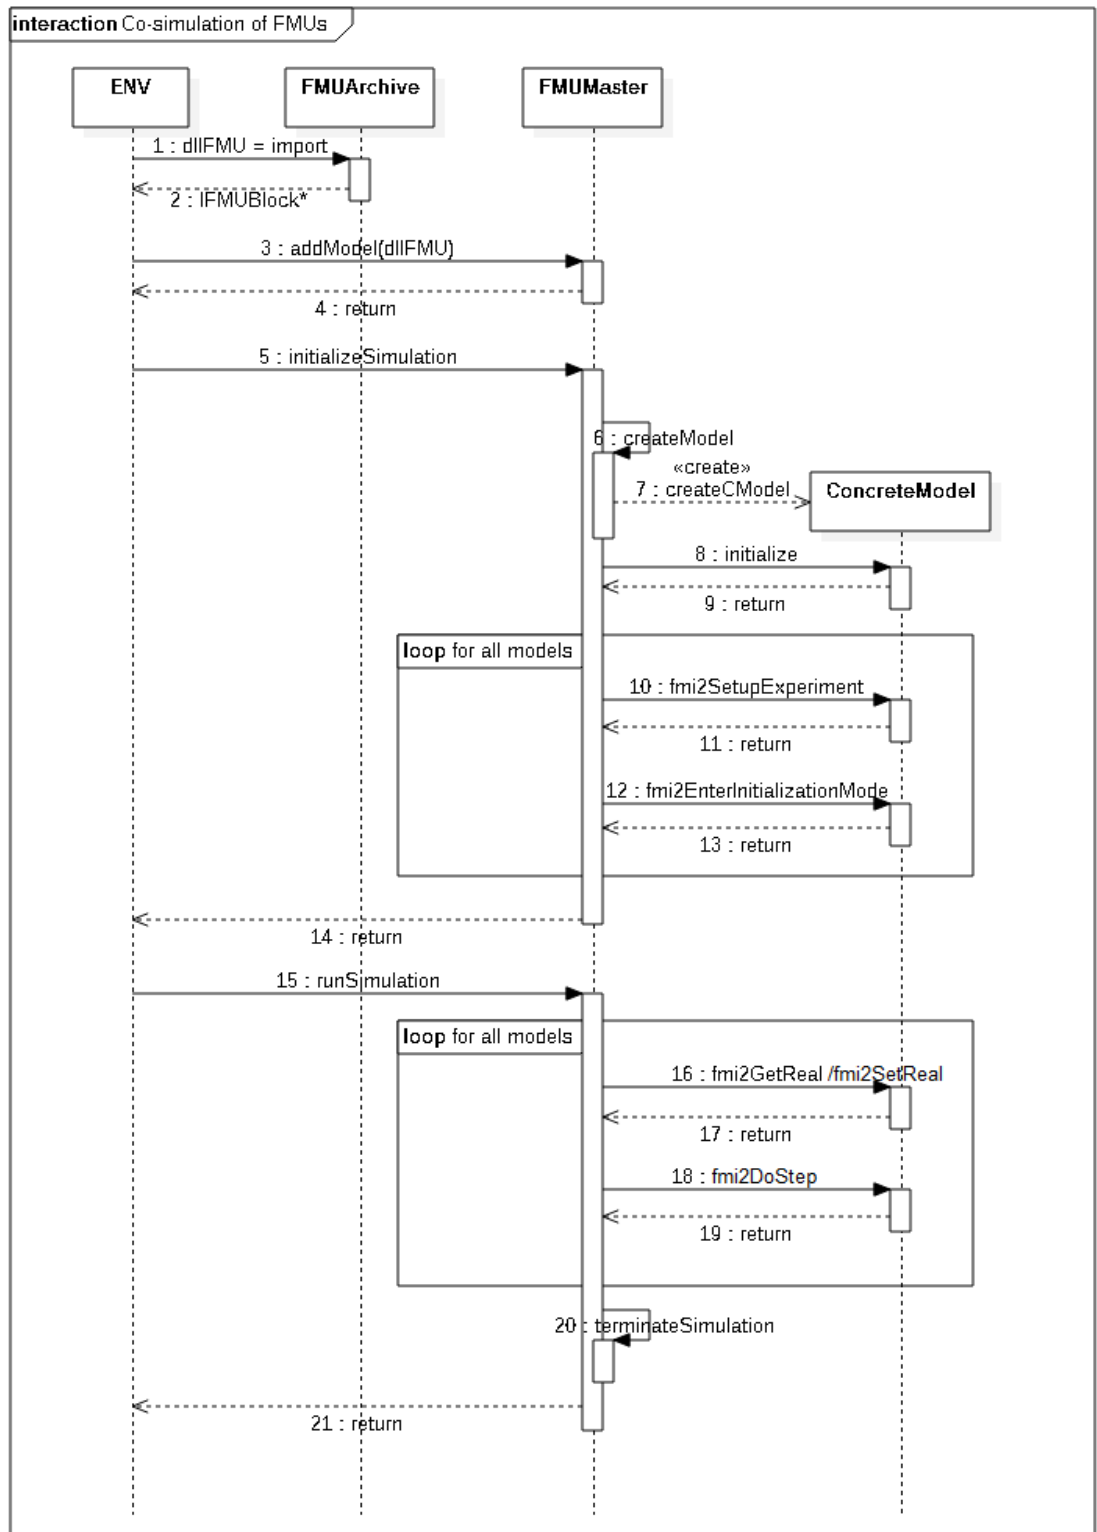 interaction Co-simulation of FMUs
ENV
FMUArchive
FMUMaster
1 : dllFMU = import
2 : IFMUBlock*
3 : addModel(dllFMU)
4 : return
5 : initializeSimulation
6 : createModel
«create»
7 : createCModel
ConcreteModel
8 : initialize
9 : return
loop for all models
10 : fmi2SetupExperiment
11 : return
12 : fmi2EnterInitializationMode
13 : return
14 : return
15 : runSimulation
loop for all models
16 : fmi2GetReal /fmi2SetReal
17 : return
18 : fmi2DoStep
19 : return
20 : terminateSimulation
21 : return